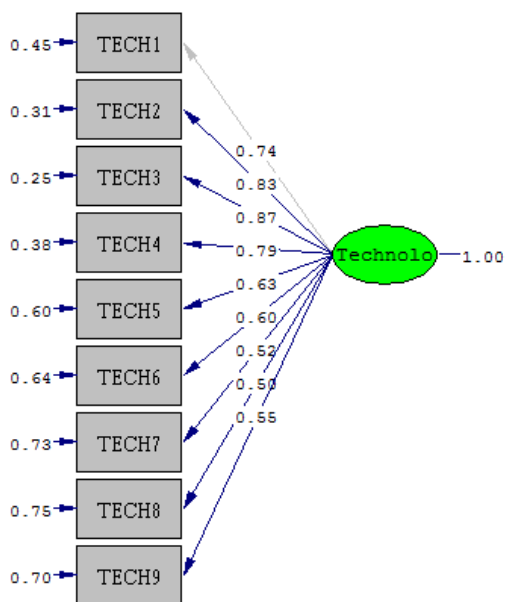 0.45 TECH1
0.74
0.31 TECH2
0.83
0.25 TECH3
0.87
0.38 TECH4
0.79
Technolo 1.00
0.60 TECH5
0.63
0.64 TECH6
0.60
0.52
0.50
0.73 TECH7
0.55
0.75 TECH8
0.70 TECH9